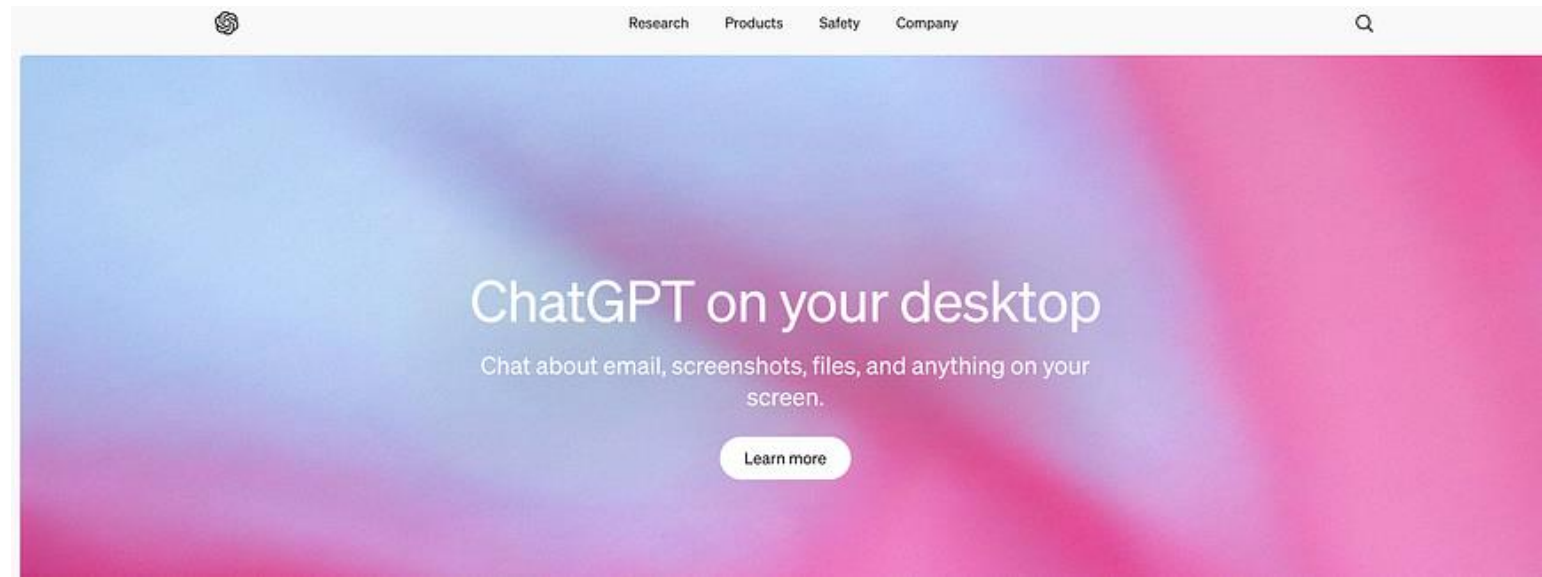 Research Products Safety Company
ChatGPT on your desktop
Chat about email, screenshots, files, and anything on your
screen.
Learn more